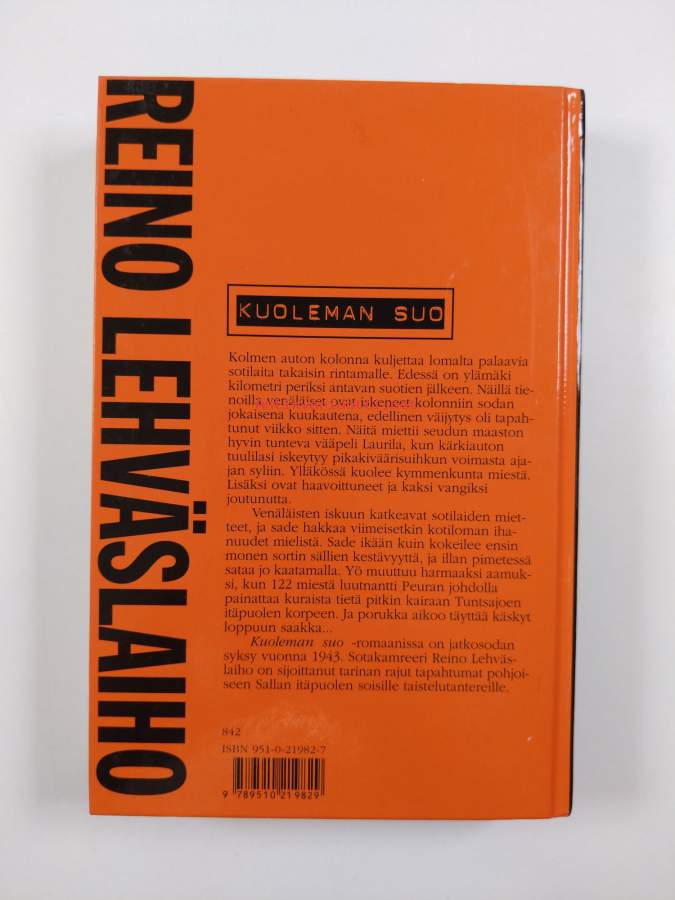 REINO LEHVÄSLAIHO
KUOLEMAN SUO
Kolmen auton kolonna kuljettaa lomalta palaavia
sotilaita takaisin rintamalle. Edessä on ylämäki
kilometri periksi antavan suotien jälkeen. Näillä tie-
noilla venäläiset ovat iskeneet kolonniin sodan
jokaisena kuukautena, edellinen väijytys oli tapah-
tunut viikko sitten. Näitä miettii seudun maaston
hyvin tunteva vääpeli Laurila, kun kärkiauton
tuulilasi iskeytyy pikakiväärisuihkun voimasta aja-
jan syliin. Ylläkössä kuolee kymmenkunta miestä.
Lisäksi ovat haavoittuneet ja kaksi vangiksi
joutunutta.
Venäläisten iskuun katkeavat sotilaiden miet-
teet, ja sade hakkaa viimeisetkin kotiloman iha-
nuudet mielistä. Sade ikään kuin kokeilee ensin
monen sortin sällien kestävyyttä, ja illan pimetessä
sataa jo kaatamalla. Yö muuttuu harmaaksi aamuk-
si, kun 122 miestä luutnantti Peuran johdolla
painattaa kuraista tietä pitkin kairaan Tuntsajoen
itäpuolen korpeen. Ja porukka aikoo täyttää käskyt
loppuun saakka...
Kuoleman suo -romaanissa on jatkosodan
syksy vuonna 1943. Sotakamreeri Reino Lehväs-
laiho on sijoittanut tarinan rajut tapahtumat pohjoi-
seen Sallan itäpuolen soisille taistelutantereille.
842
ISBN 951-0-21982-7
9 789510 219829